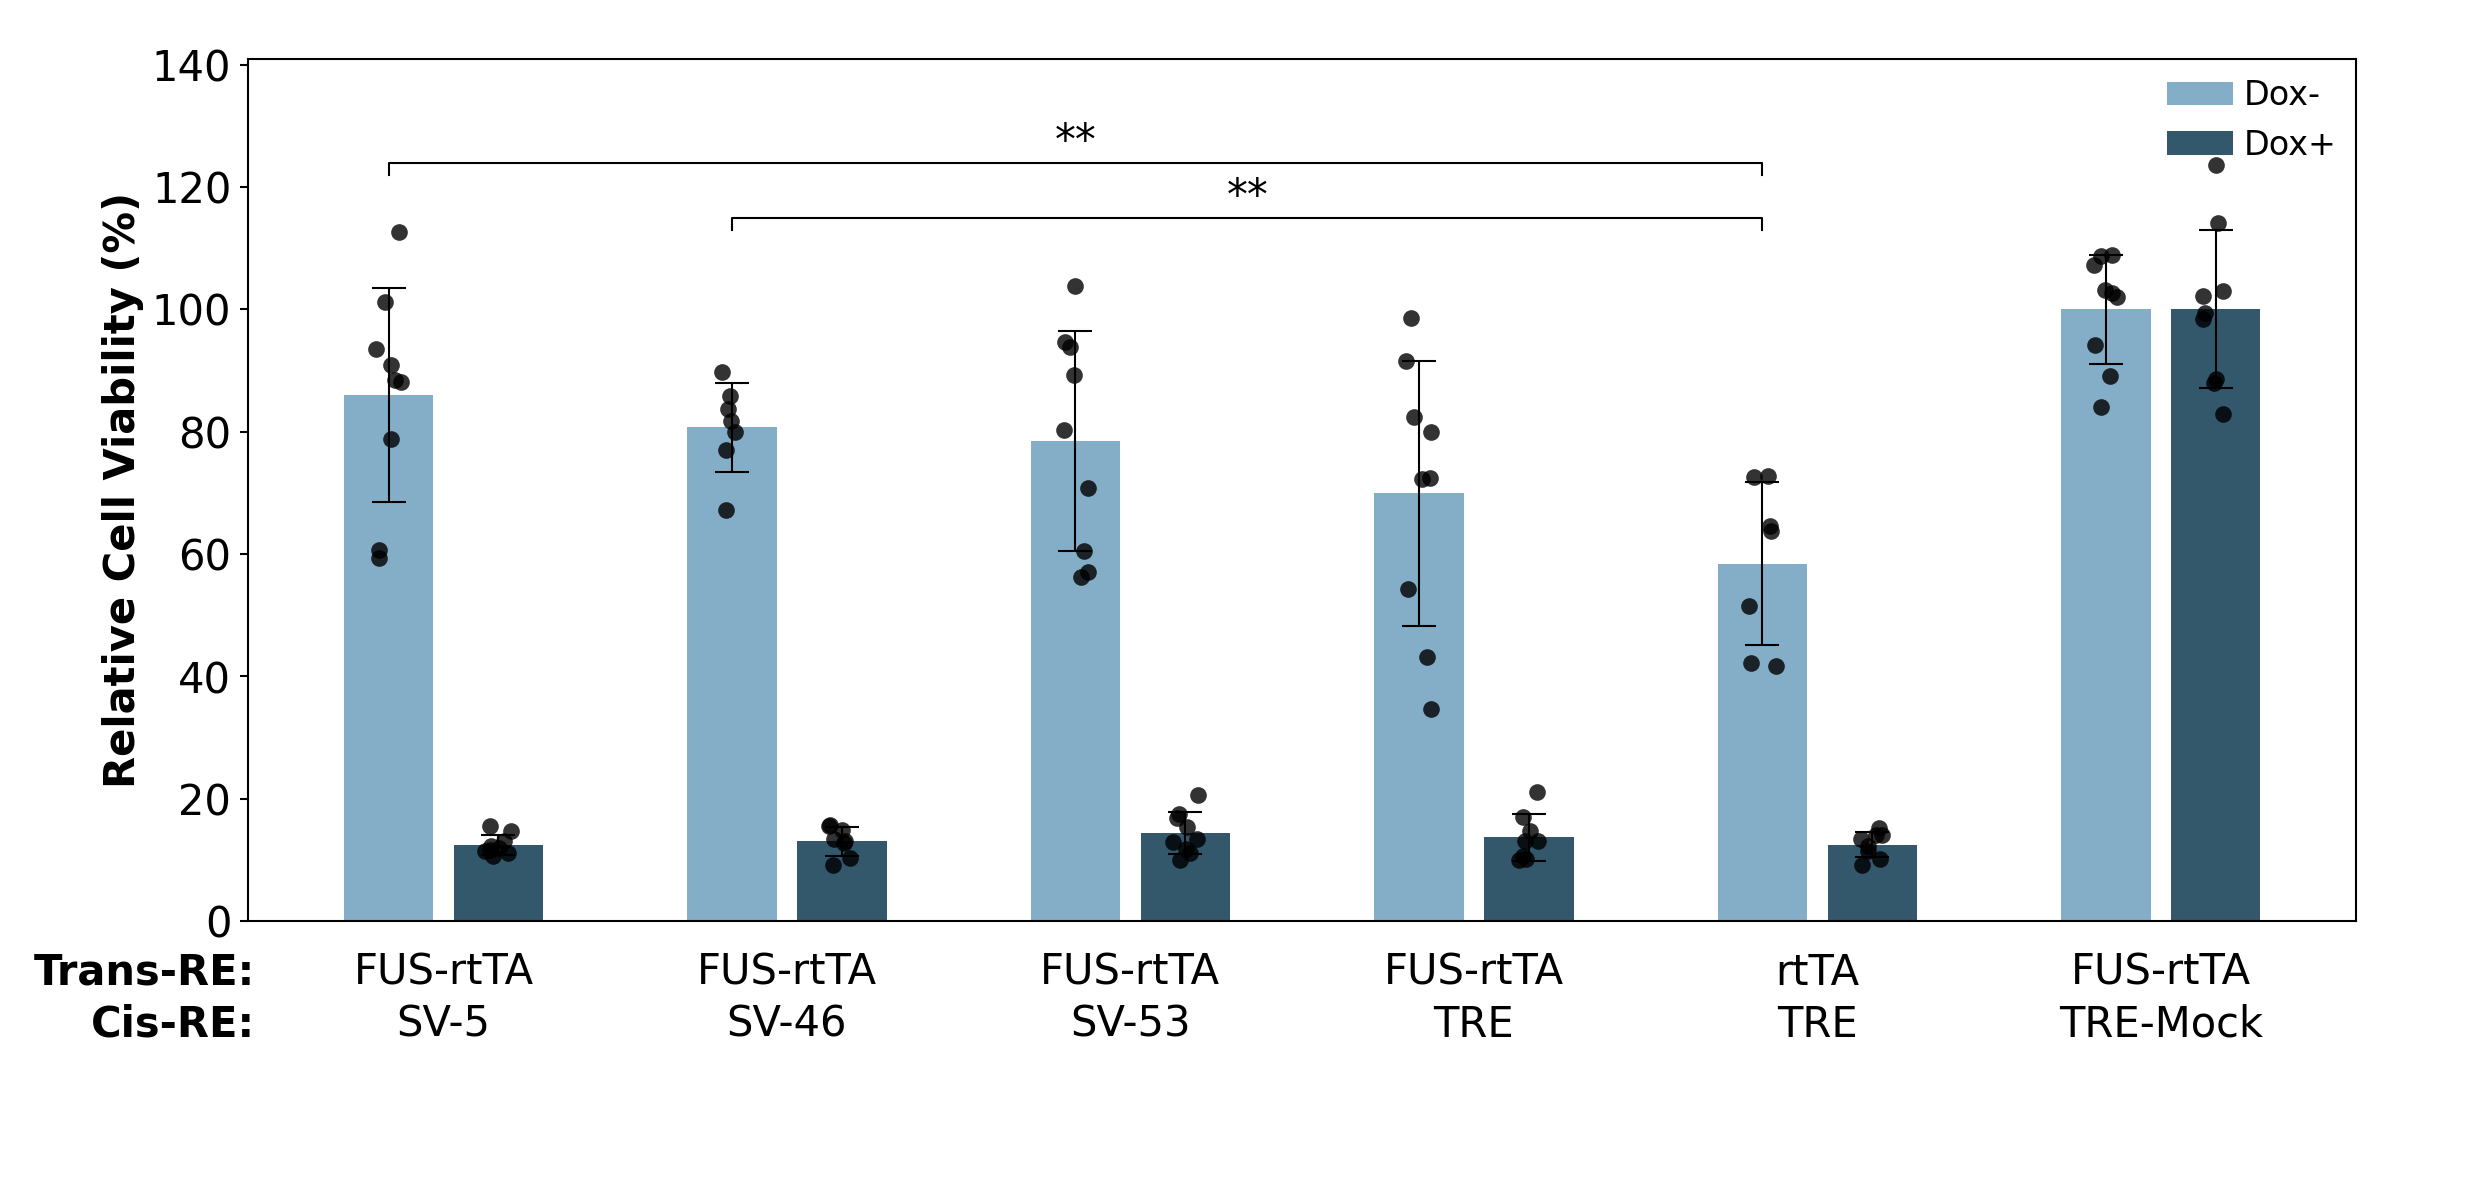 140
120
100
80
60
40
20
0
Relative Cell Viability (%)
**
**
Dox-
Dox+
Trans-RE: FUS-rtTA FUS-rtTA FUS-rtTA FUS-rtTA rtTA FUS-rtTA
Cis-RE: SV-5 SV-46 SV-53 TRE TRE TRE-Mock